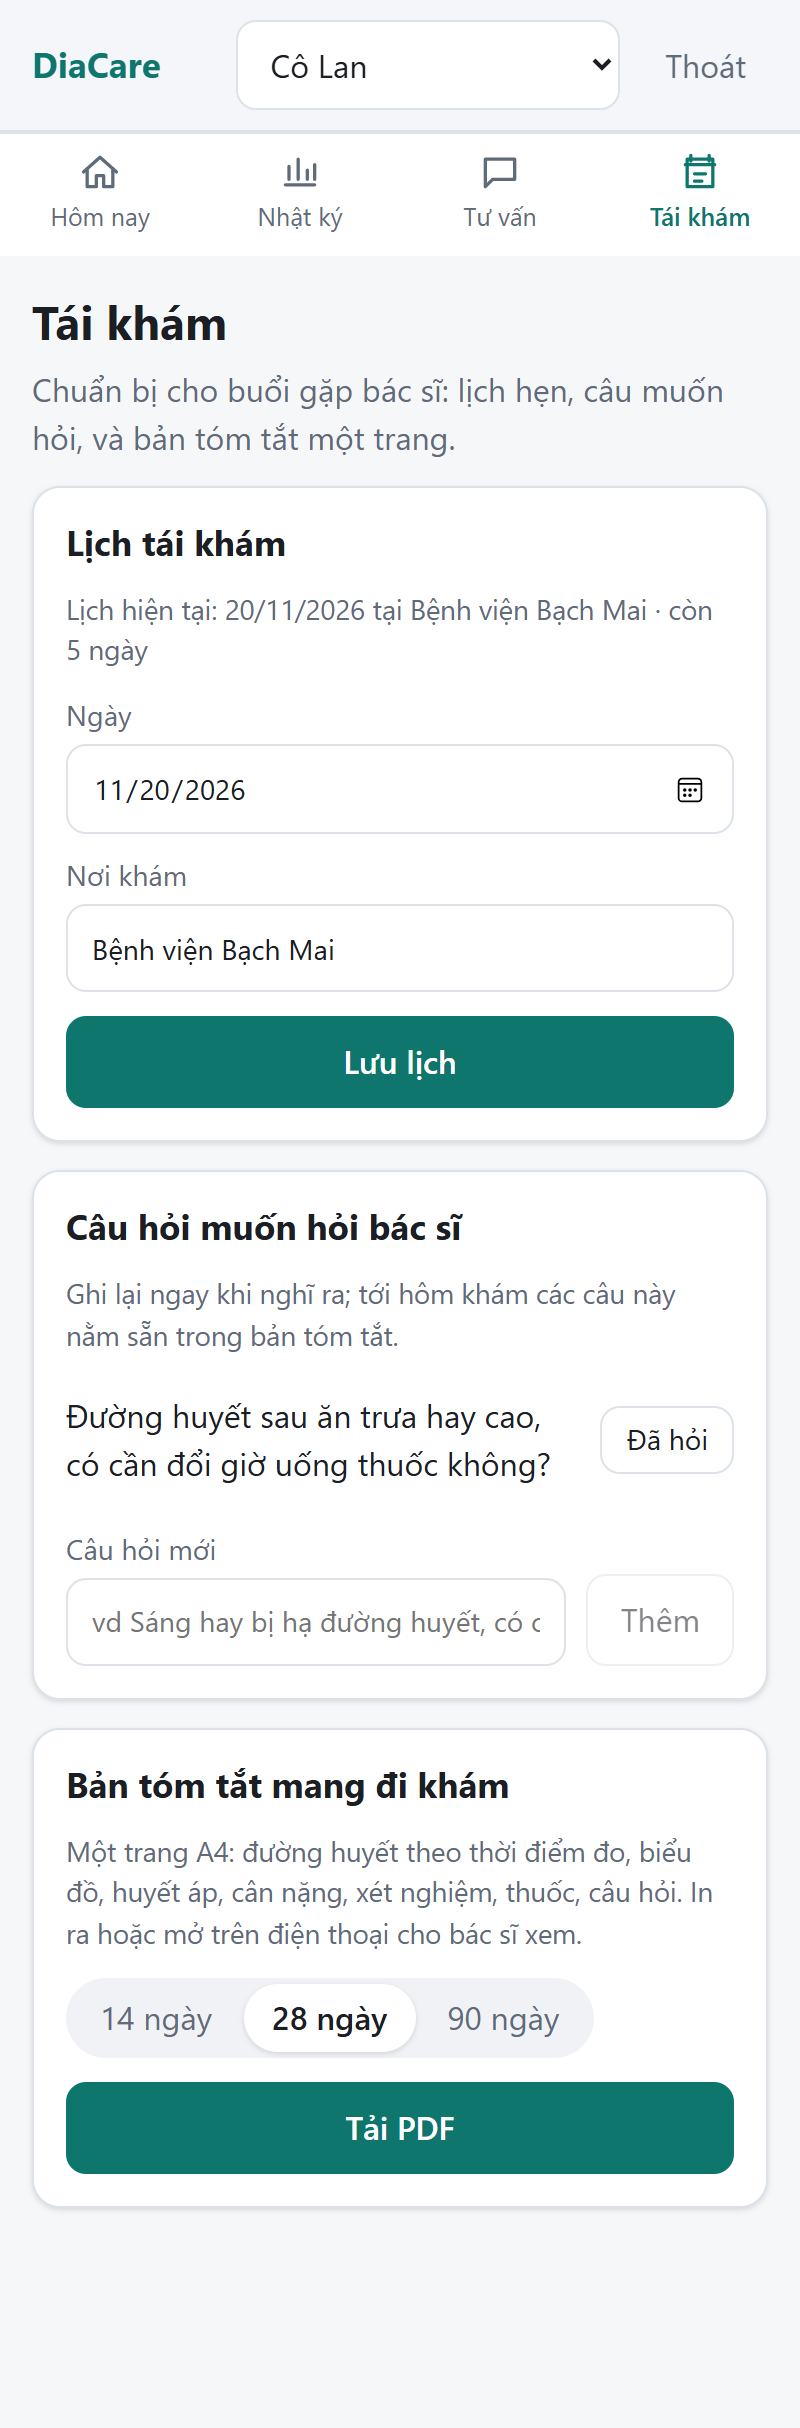 DiaCare
Cô Lan
Thoát
Hôm nay
Nhật ký
Tư vấn
Tái khám
Tái khám
Chuẩn bị cho buổi gặp bác sĩ: lịch hẹn, câu muốn
hỏi, và bản tóm tắt một trang.
Lịch tái khám
Lịch hiện tại: 20/11/2026 tại Bệnh viện Bạch Mai · còn
5 ngày
Ngày
11/20/2026
Nơi khám
Bệnh viện Bạch Mai
Lưu lịch
Câu hỏi muốn hỏi bác sĩ
Ghi lại ngay khi nghĩ ra; tới hôm khám các câu này
nằm sẵn trong bản tóm tắt.
Đường huyết sau ăn trưa hay cao,
có cần đổi giờ uống thuốc không?
Đã hỏi
Câu hỏi mới
vd Sáng hay bị hạ đường huyết, có
Thêm
Bản tóm tắt mang đi khám
Một trang A4: đường huyết theo thời điểm đo, biểu
đồ, huyết áp, cân nặng, xét nghiệm, thuốc, câu hỏi. In
ra hoặc mở trên điện thoại cho bác sĩ xem.
14 ngày
28 ngày
90 ngày
Tải PDF